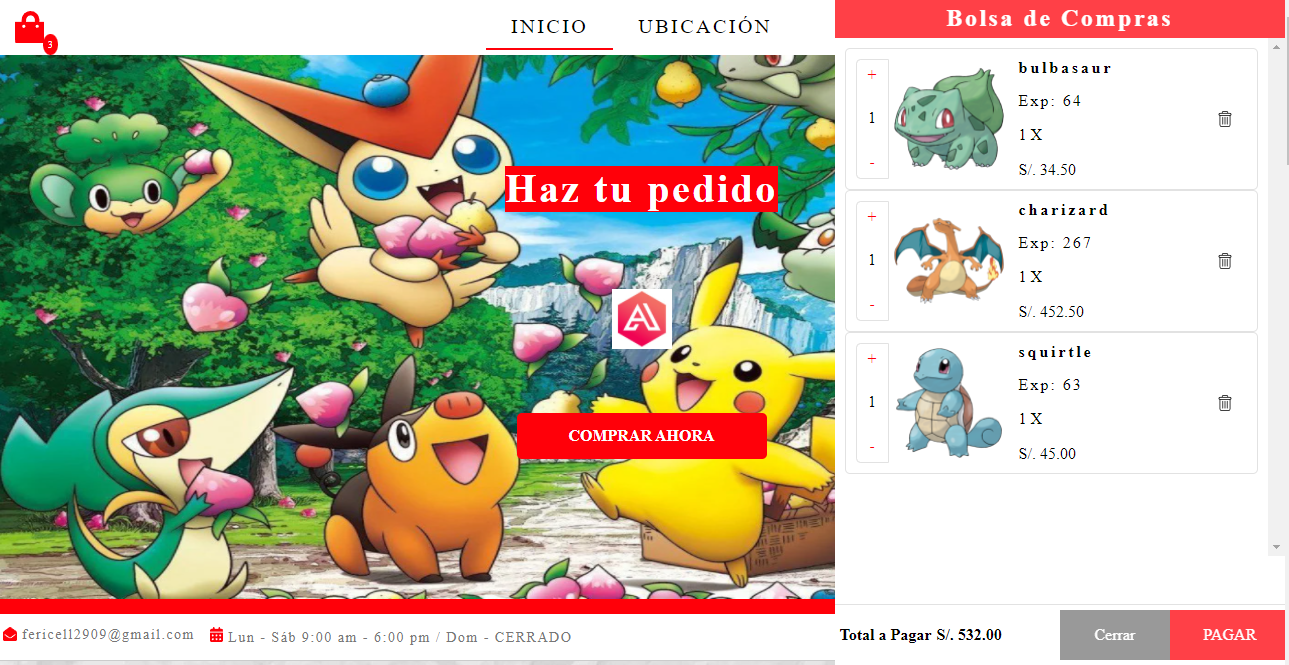 3
INICIO
UBICACIÓN
Haz tu pedido
COMPRAR AHORA
fericell2909@gmail.com
Lun - Sáb 9:00 am - 6:00 pm / Dom - CERRADO
Bolsa de Compras
+
1
-
bulbasaur
Exp: 64
1 X
S/. 34.50
+
1
-
charizard
Exp: 267
1 X
S/. 452.50
+
1
-
squirtle
Exp: 63
1 X
S/. 45.00
Total a Pagar S/. 532.00
Cerrar
PAGAR